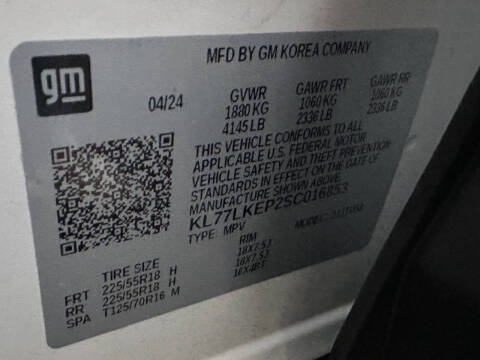 MFD BY GM KOREA COMPANY
gm
04/24 GVWR GAWR FRT GAWR RR
1880 KG 1060 KG 1060 KG
4145 LB 2336 LB 2336 LB
THIS VEHICLE CONFORMS TO ALL
APPLICABLE U.S. FEDERAL MOTOR
VEHICLE SAFETY AND THEFT PREVENTION
STANDARDS IN EFFECT ON THE DATE OF
MANUFACTURE SHOWN ABOVE.
KL77LKEP2SC016853
TYPE: MPV MODEL:
TIRE SIZE RIM
FRT 225/55R18 H 18X7.5J
RR 225/55R18 H 18X7.5J
SPA T125/70R16 M 16X4BT